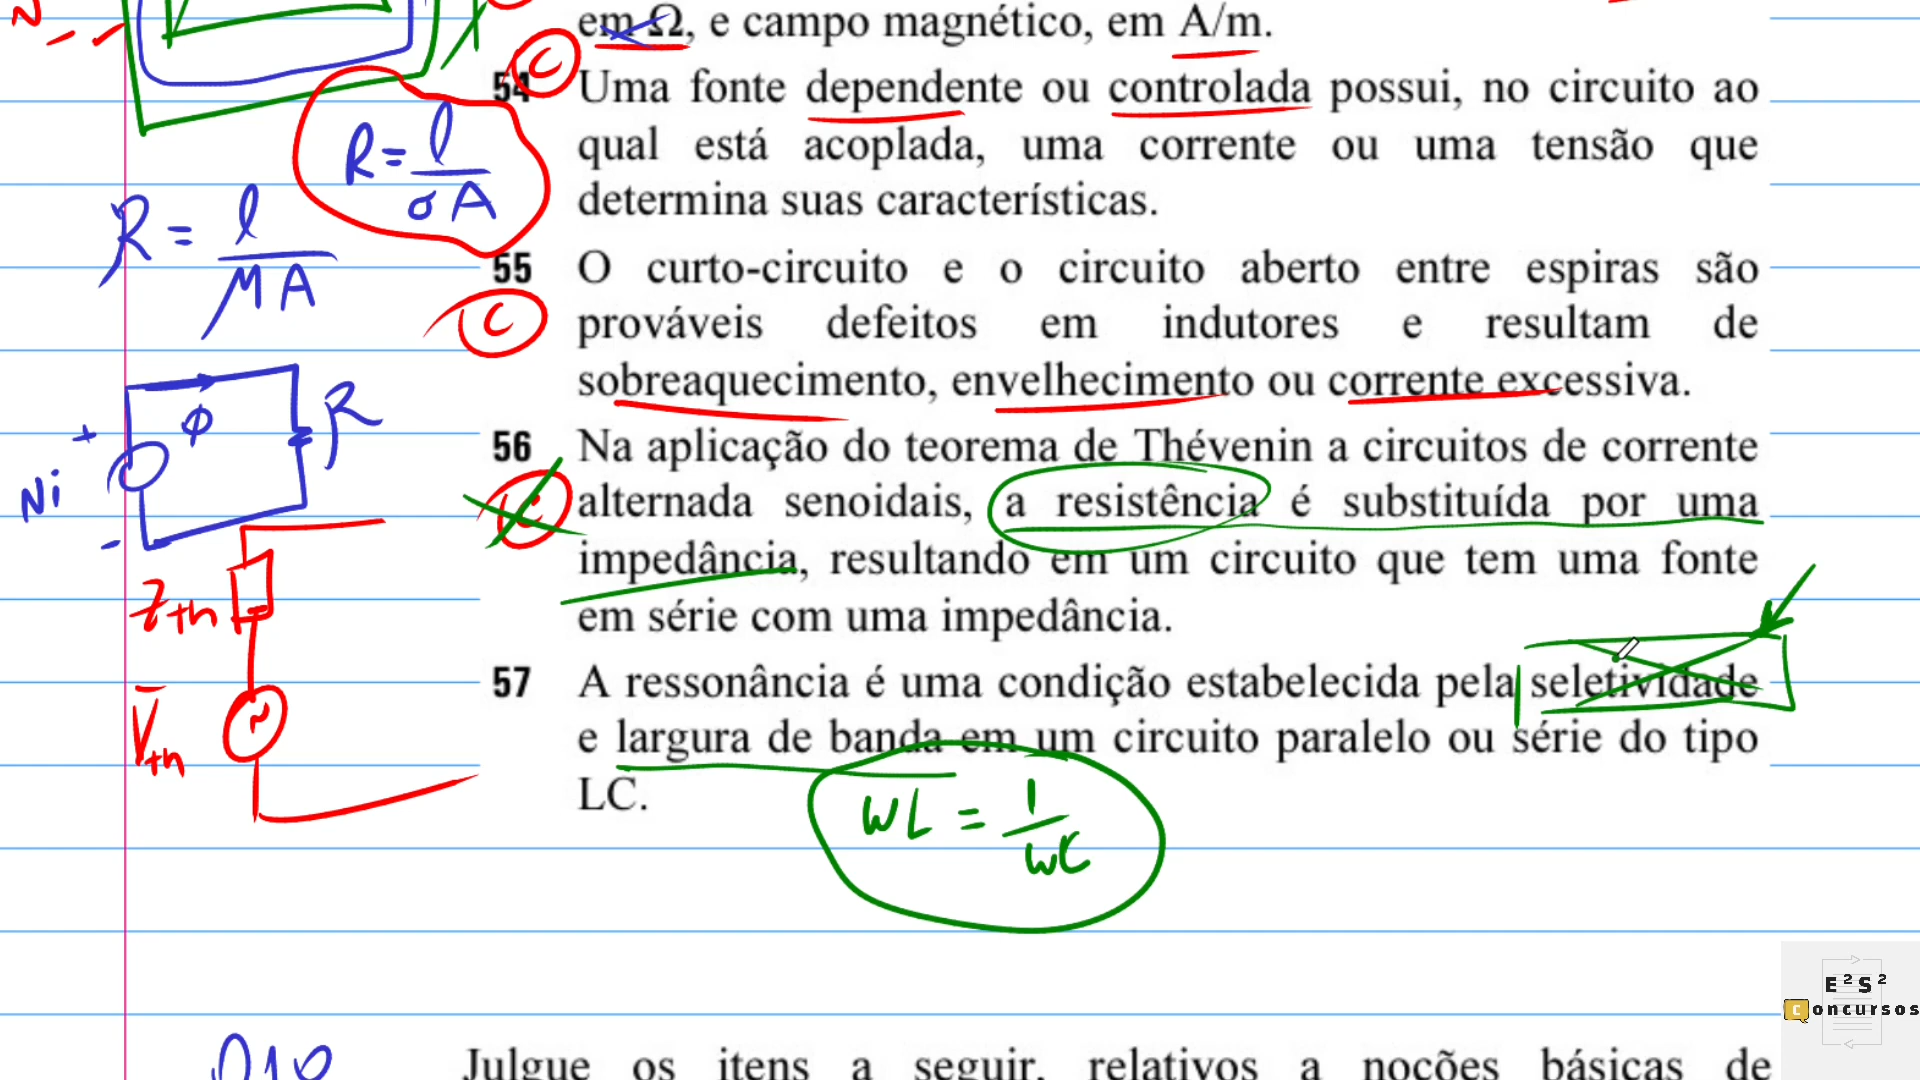 em Ω, e campo magnético, em A/m.
54 C Uma fonte dependente ou controlada possui, no circuito ao
qual está acoplada, uma corrente ou uma tensão que
determina suas características.
R = l / σA
R = l / μA
55 O curto-circuito e o circuito aberto entre espiras são
C prováveis defeitos em indutores e resultam de
sobreaquecimento, envelhecimento ou corrente excessiva.
+ Φ R
Ni
-
56 Na aplicação do teorema de Thévenin a circuitos de corrente
C alternada senoidais, a resistência é substituída por uma
impedância, resultando em um circuito que tem uma fonte
em série com uma impedância.
Zth
Vth
57 A ressonância é uma condição estabelecida pela seletividade
e largura de banda em um circuito paralelo ou série do tipo
LC.
WL = 1 / WC
E²S²
Concursos
Julgue os itens a seguir, relativos a noções básicas de